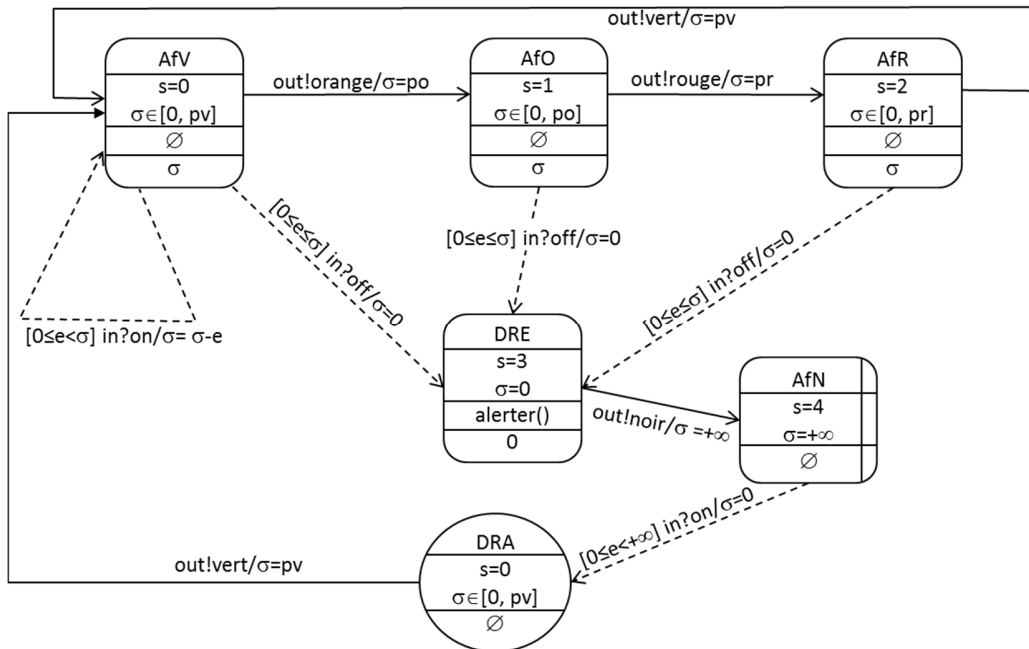 out!vert/σ=pv
AfV
s=0
σ∈[0, pv]
∅
σ
out!orange/σ=po
AfO
s=1
σ∈[0, po]
∅
σ
out!rouge/σ=pr
AfR
s=2
σ∈[0, pr]
∅
σ
[0≤e≤σ] in?off/σ=0
[0≤e≤σ] in?off/σ=0
[0≤e≤σ] in?off/σ=0
[0≤e<σ] in?on/σ= σ-e
DRE
s=3
σ=0
alerter()
0
out!noir/σ =+∞
AfN
s=4
σ=+∞
∅
[0≤e<+∞] in?on/σ=0
out!vert/σ=pv
DRA
s=0
σ∈[0, pv]
∅